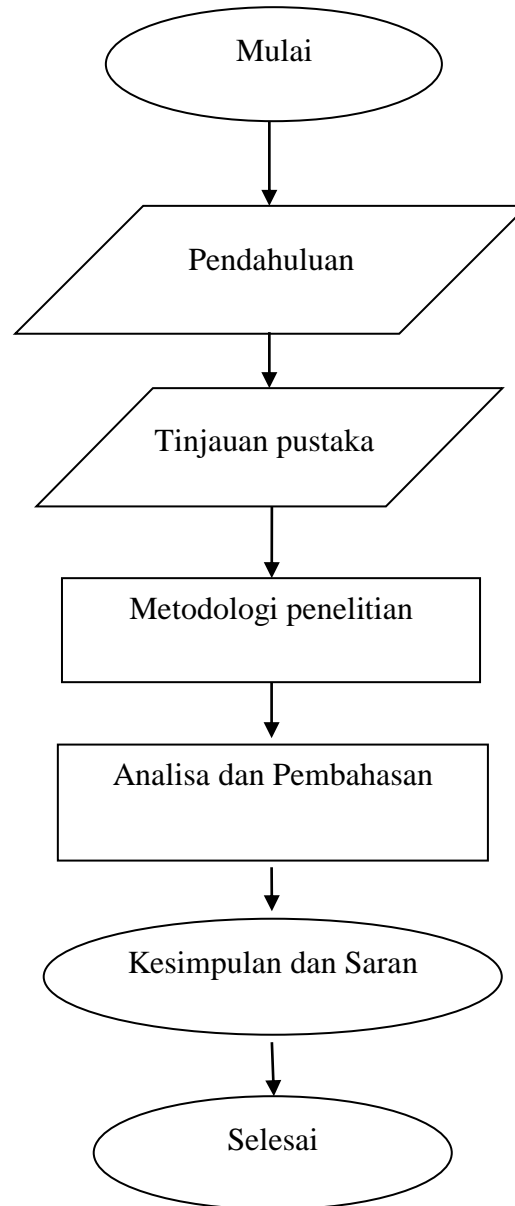 Mulai
Pendahuluan
Tinjauan pustaka
Metodologi penelitian
Analisa dan Pembahasan
Kesimpulan dan Saran
Selesai